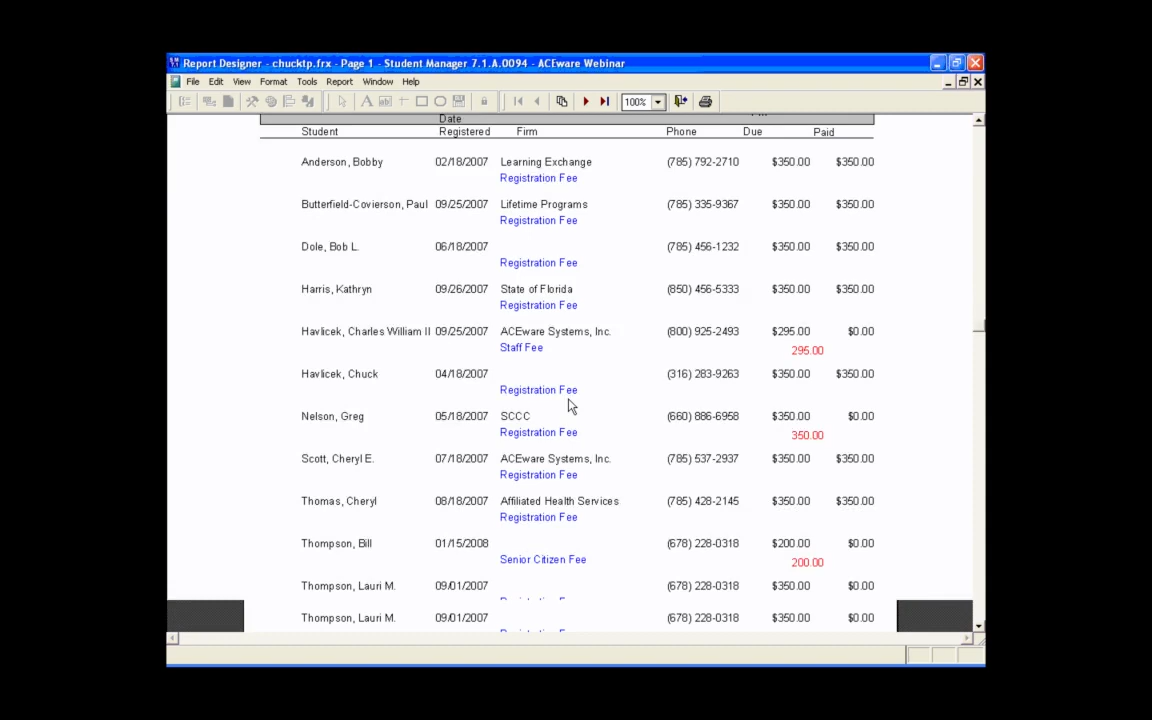 Report Designer - chucktp.frx - Page 1 - Student Manager 7.1.A.0094 - ACEware Webinar
File Edit View Format Tools Report Window Help
100%
Date
Student Registered Firm Phone Due Paid
Anderson, Bobby 02/18/2007 Learning Exchange (785) 792-2710 $350.00 $350.00
Registration Fee
Butterfield-Covierson, Paul 09/25/2007 Lifetime Programs (785) 335-9367 $350.00 $350.00
Registration Fee
Dole, Bob L. 06/18/2007 (785) 456-1232 $350.00 $350.00
Registration Fee
Harris, Kathryn 09/26/2007 State of Florida (850) 456-5333 $350.00 $350.00
Registration Fee
Havlicek, Charles William II 09/25/2007 ACEware Systems, Inc. (800) 925-2493 $295.00 $0.00
Staff Fee
295.00
Havlicek, Chuck 04/18/2007 (316) 283-9263 $350.00 $350.00
Registration Fee
Nelson, Greg 05/18/2007 SCCC (660) 886-6958 $350.00 $0.00
Registration Fee
350.00
Scott, Cheryl E. 07/18/2007 ACEware Systems, Inc. (785) 537-2937 $350.00 $350.00
Registration Fee
Thomas, Cheryl 08/18/2007 Affiliated Health Services (785) 428-2145 $350.00 $350.00
Registration Fee
Thompson, Bill 01/15/2008 (678) 228-0318 $200.00 $0.00
Senior Citizen Fee
200.00
Thompson, Lauri M. 09/01/2007 (678) 228-0318 $350.00 $0.00
Thompson, Lauri M. 09/01/2007 (678) 228-0318 $350.00 $0.00